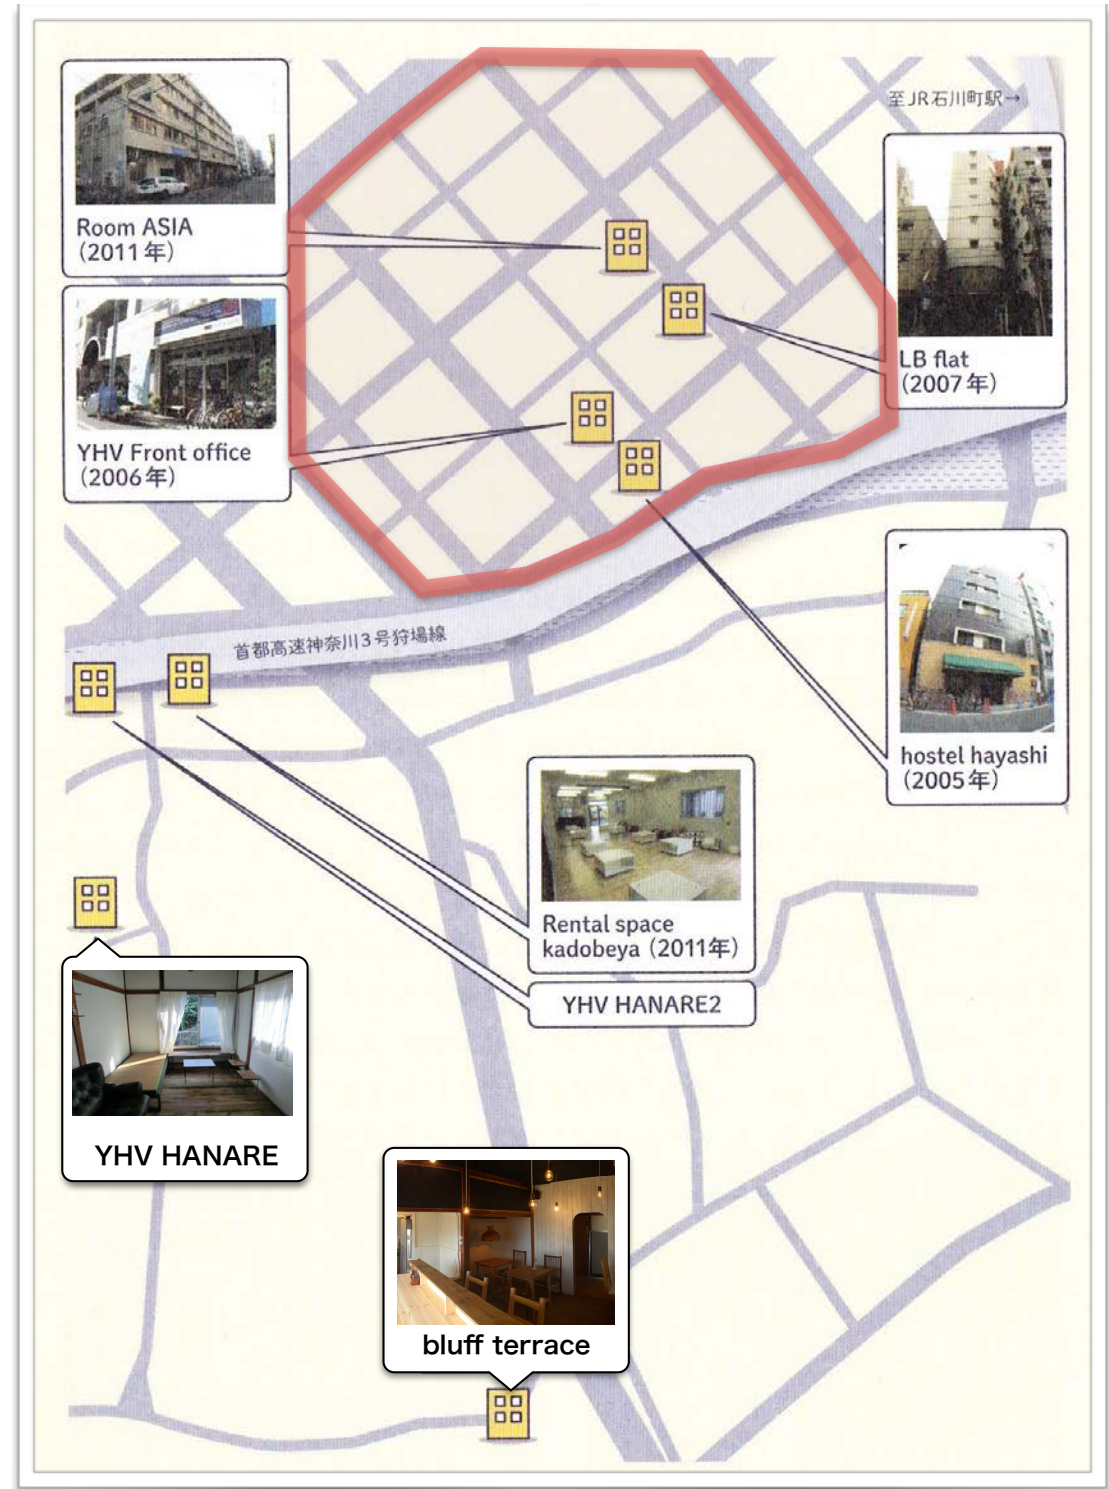 至JR石川町駅→
Room ASIA
（2011年）
YHV Front office
（2006年）
LB flat
（2007年）
首都高速神奈川3号狩場線
hostel hayashi
（2005年）
Rental space
kadobeya（2011年）
YHV HANARE2
YHV HANARE
bluff terrace